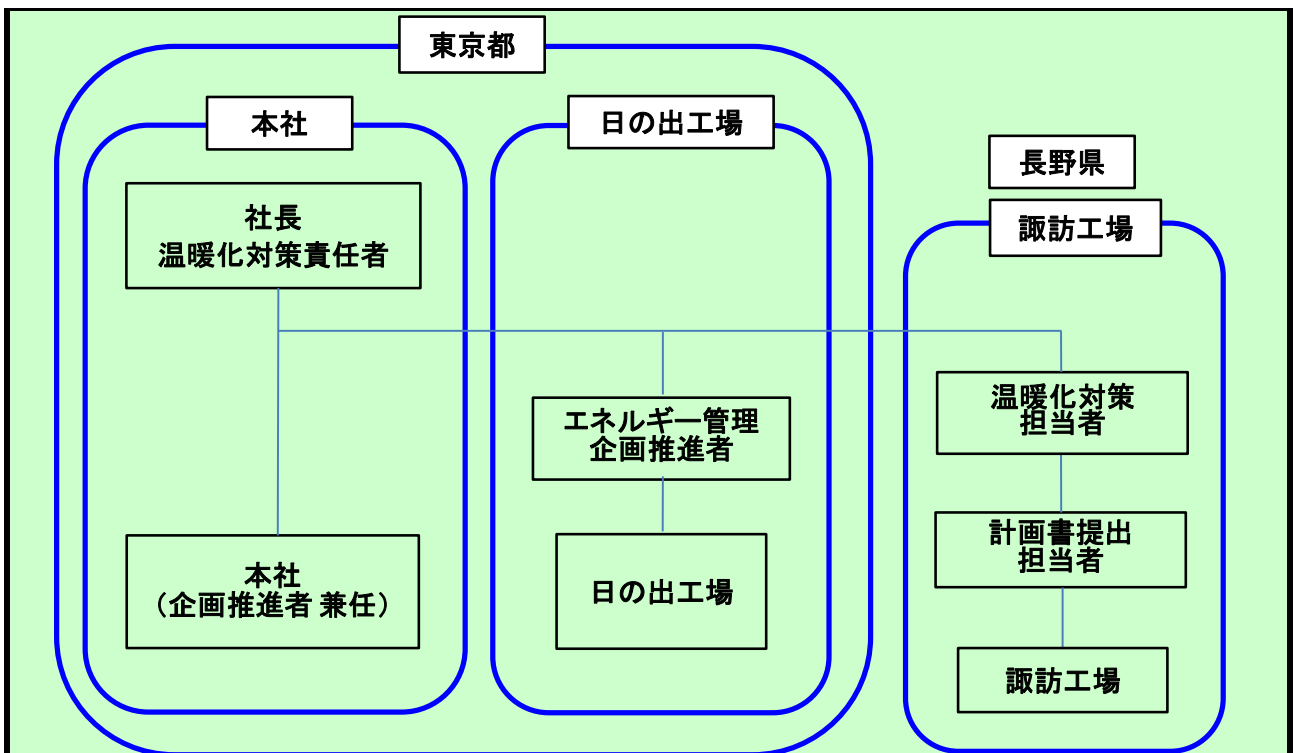 東京都
本社
社長
温暖化対策責任者
本社
（企画推進者 兼任）
日の出工場
エネルギー管理
企画推進者
日の出工場
長野県
諏訪工場
温暖化対策
担当者
計画書提出
担当者
諏訪工場